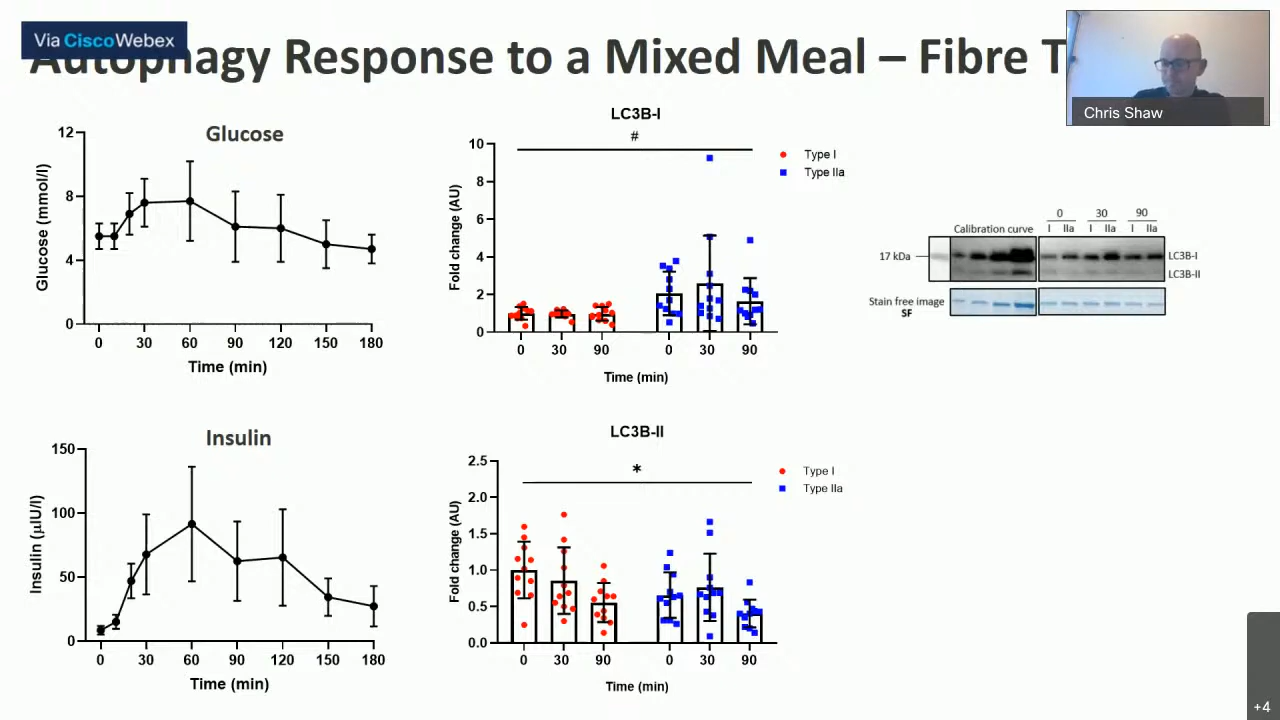 Via CiscoWebex
Autophagy Response to a Mixed Meal – Fibre T
Chris Shaw
Glucose
Glucose (mmol/l)
12
8
4
0
0 30 60 90 120 150 180
Time (min)
LC3B-I
#
Fold change (AU)
10
8
6
4
2
0
0 30 90 0 30 90
Time (min)
Type I
Type IIa
0 30 90
Calibration curve I IIa I IIa I IIa
17 kDa
LC3B-I
LC3B-II
Stain free image
SF
Insulin
Insulin (µIU/l)
150
100
50
0
0 30 60 90 120 150 180
Time (min)
LC3B-II
*
Fold change (AU)
2.5
2.0
1.5
1.0
0.5
0.0
0 30 90 0 30 90
Time (min)
Type I
Type IIa
+4